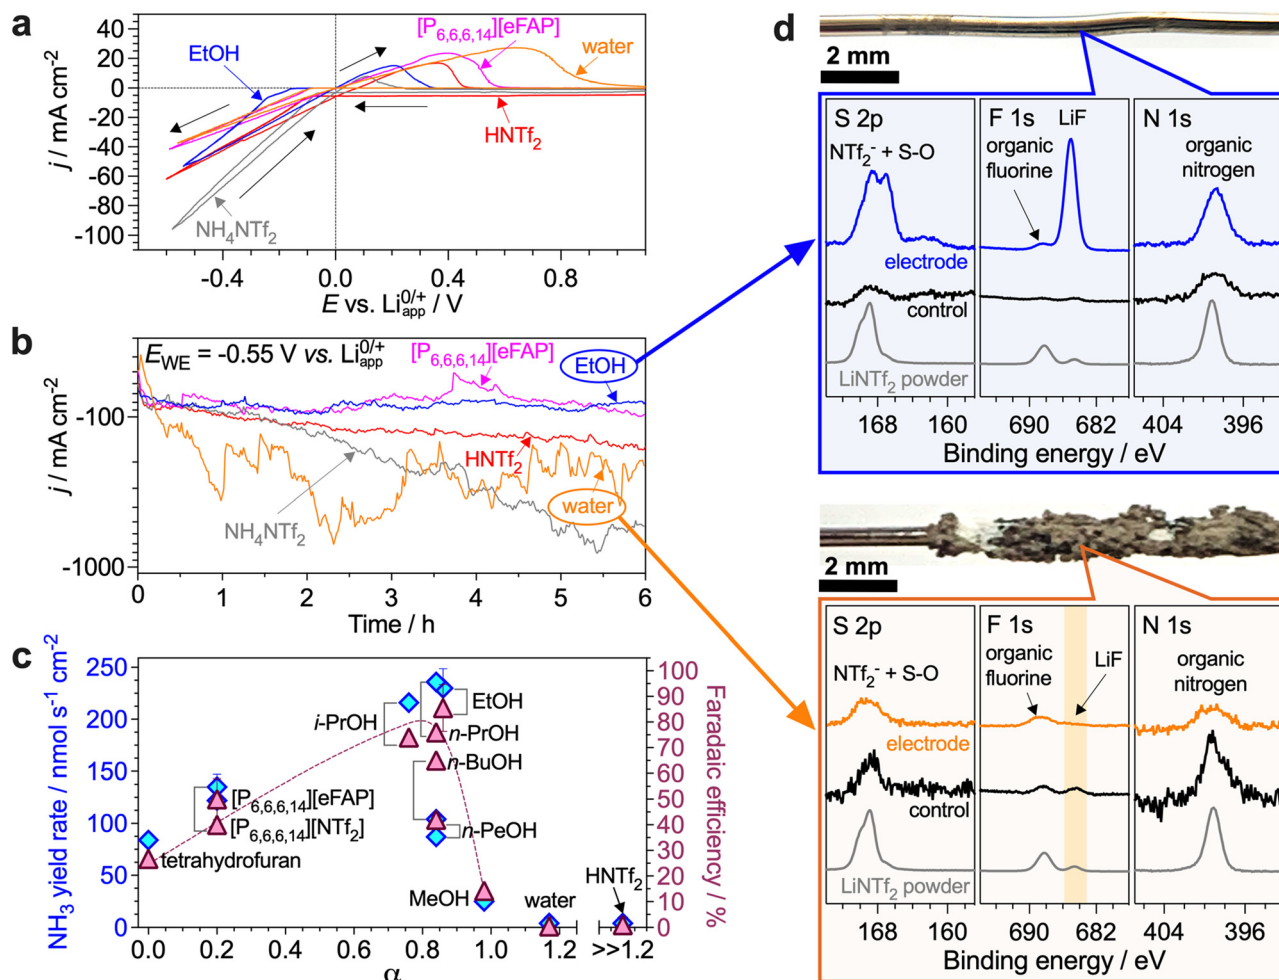 a
40
20
0
-20
-40
-60
-80
-100
j / mA cm-2
EtOH
[P6,6,6,14][eFAP]
water
HNTf2
NH4NTf2
-0.4
0.0
0.4
0.8
E vs. Li0/+app / V
b
EWE = -0.55 V vs. Li0/+app
[P6,6,6,14][eFAP]
EtOH
-100
j / mA cm-2
HNTf2
NH4NTf2
water
-1000
0
1
2
3
4
5
6
Time / h
c
250
200
150
100
50
0
NH3 yield rate / nmol s-1 cm-2
100
90
80
70
60
50
40
30
20
10
0
Faradaic efficiency / %
EtOH
i-PrOH
n-PrOH
n-BuOH
[P6,6,6,14][eFAP]
[P6,6,6,14][NTf2]
n-PeOH
tetrahydrofuran
MeOH
water
HNTf2
0.0
0.2
0.4
0.6
0.8
1.0
1.2
>>1.2
α
d
2 mm
S 2p
F 1s
LiF
N 1s
NTf2- + S-O
organic
fluorine
organic
nitrogen
electrode
control
LiNTf2 powder
168
160
690
682
404
396
Binding energy / eV
2 mm
S 2p
F 1s
N 1s
NTf2- + S-O
organic
fluorine
LiF
organic
nitrogen
electrode
control
LiNTf2 powder
168
160
690
682
404
396
Binding energy / eV